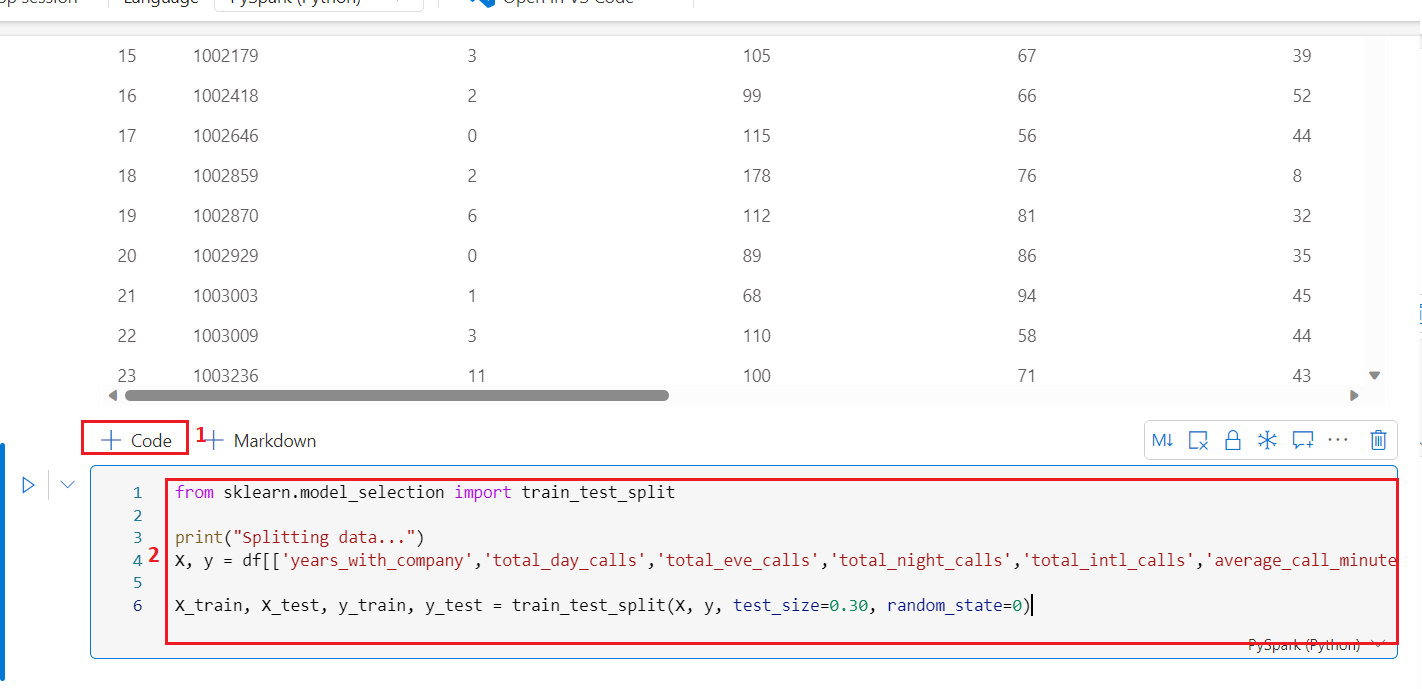 Language PySpark (Python) Open in VS Code
15 1002179 3 105 67 39
16 1002418 2 99 66 52
17 1002646 0 115 56 44
18 1002859 2 178 76 8
19 1002870 6 112 81 32
20 1002929 0 89 86 35
21 1003003 1 68 94 45
22 1003009 3 110 58 44
23 1003236 11 100 71 43
Code 1 Markdown M↓ ...
1 from sklearn.model_selection import train_test_split
2
3 print("Splitting data...")
2
4 X, y = df[['years_with_company','total_day_calls','total_eve_calls','total_night_calls','total_intl_calls','average_call_minute
5
6 X_train, X_test, y_train, y_test = train_test_split(X, y, test_size=0.30, random_state=0)
PySpark (Python)